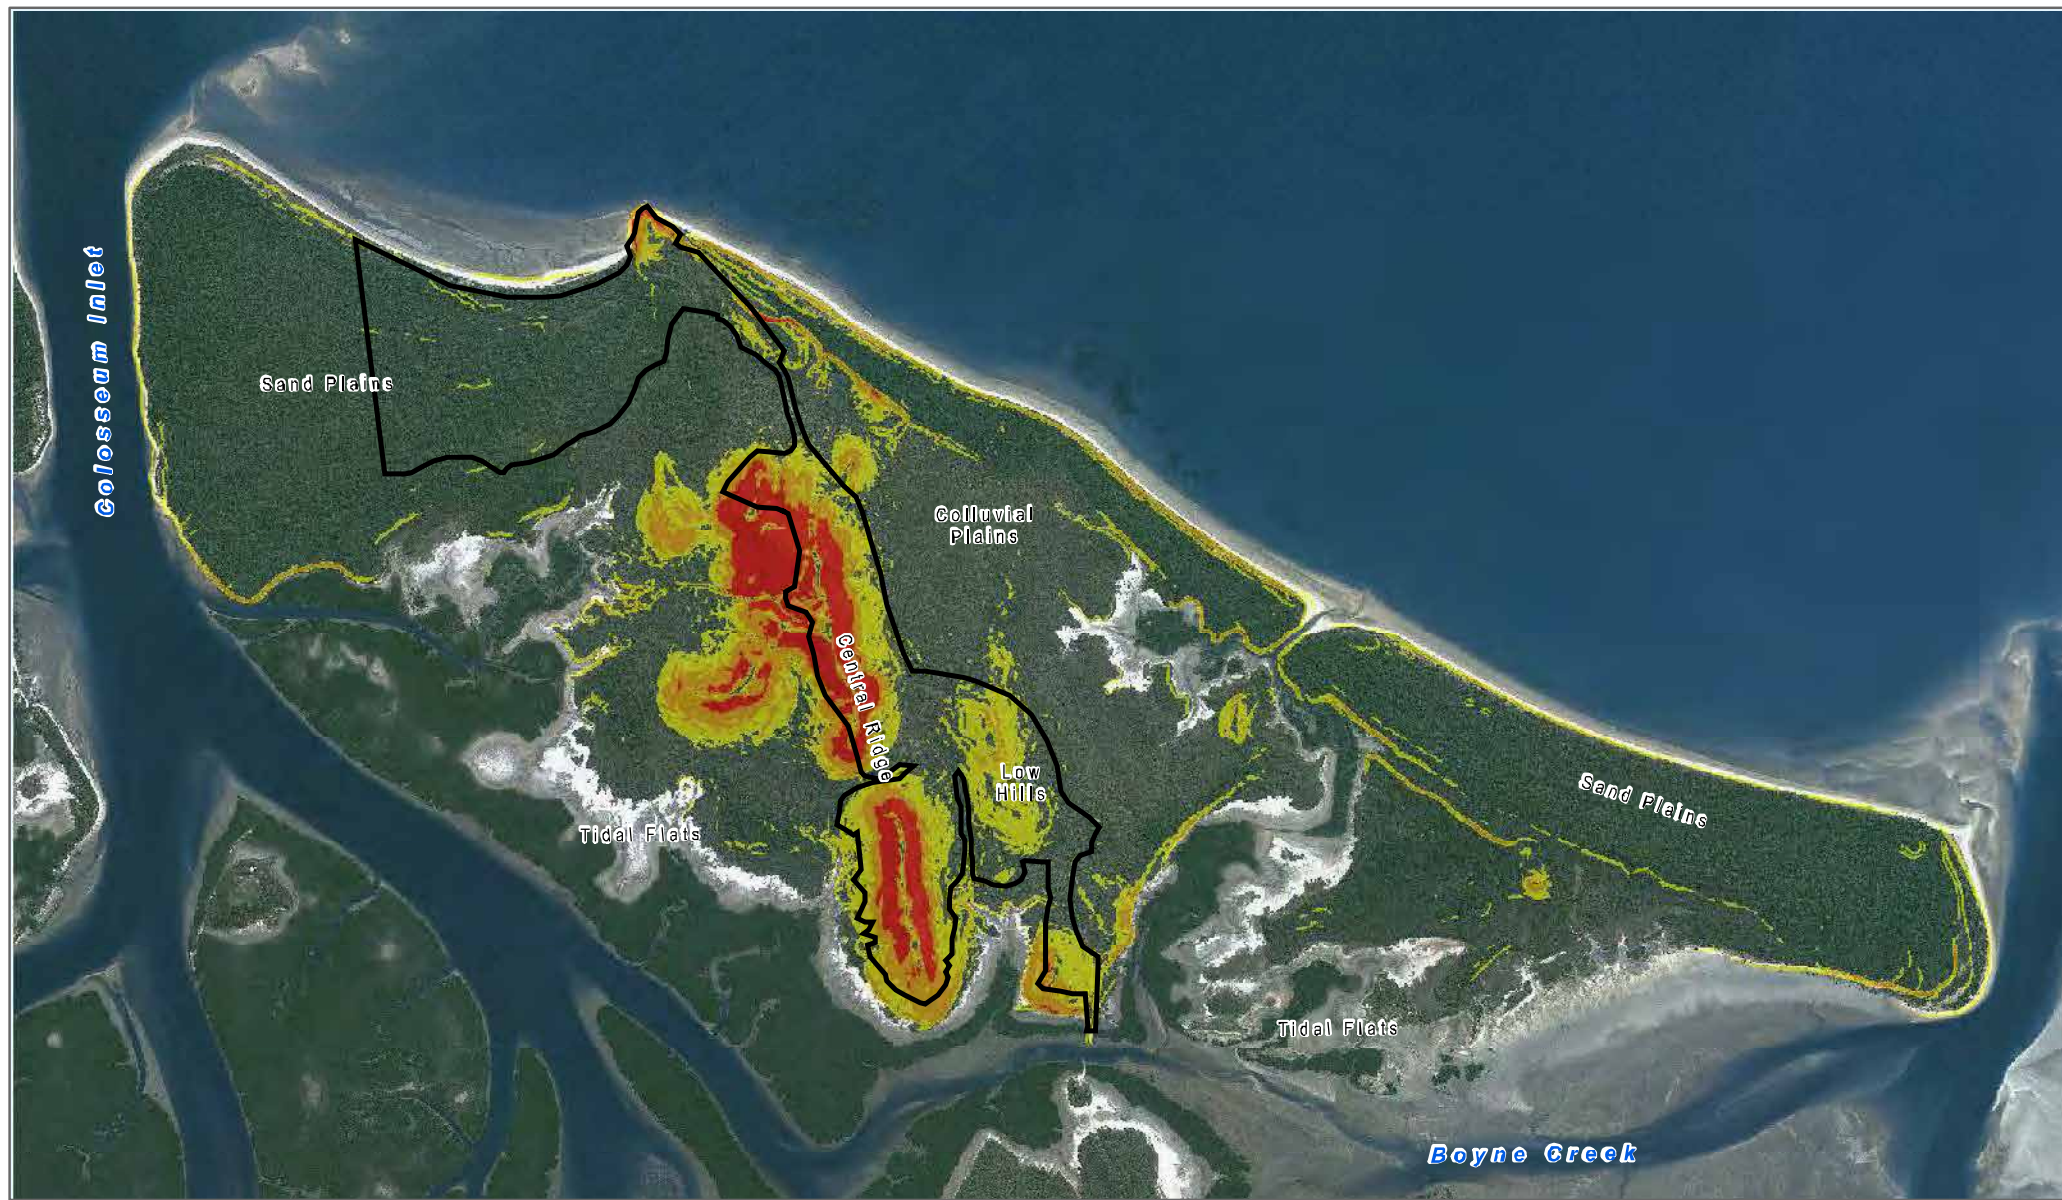 Colosseum Inlet
Sand Plains
Colluvial
Plains
Central Ridge
Low
Hills
Tidal Flats
Sand Plains
Tidal Flats
Boyne Creek